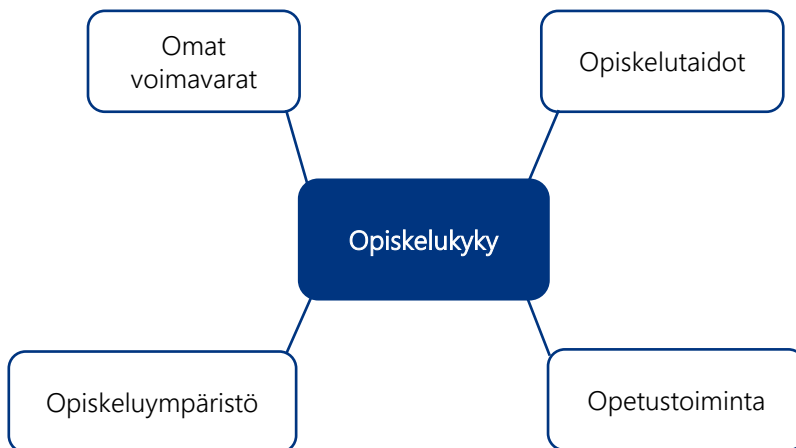 Omat
voimavarat
Opiskelutaidot
Opiskelukyky
Opiskeluympäristö
Opetustoiminta